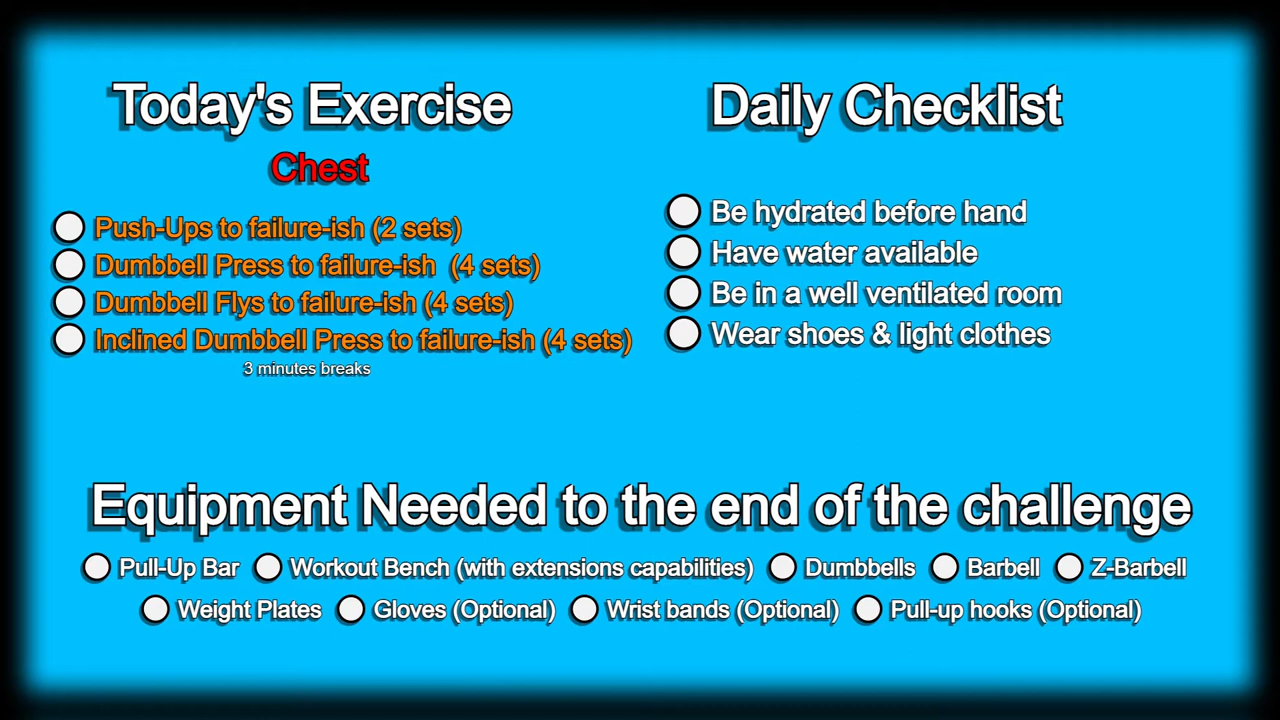 Today's Exercise
Chest
Push-Ups to failure-ish (2 sets)
Dumbbell Press to failure-ish (4 sets)
Dumbbell Flys to failure-ish (4 sets)
Inclined Dumbbell Press to failure-ish (4 sets)
3 minutes breaks
Daily Checklist
Be hydrated before hand
Have water available
Be in a well ventilated room
Wear shoes & light clothes
Equipment Needed to the end of the challenge
Pull-Up Bar Workout Bench (with extensions capabilities) Dumbbells Barbell Z-Barbell
Weight Plates Gloves (Optional) Wrist bands (Optional) Pull-up hooks (Optional)